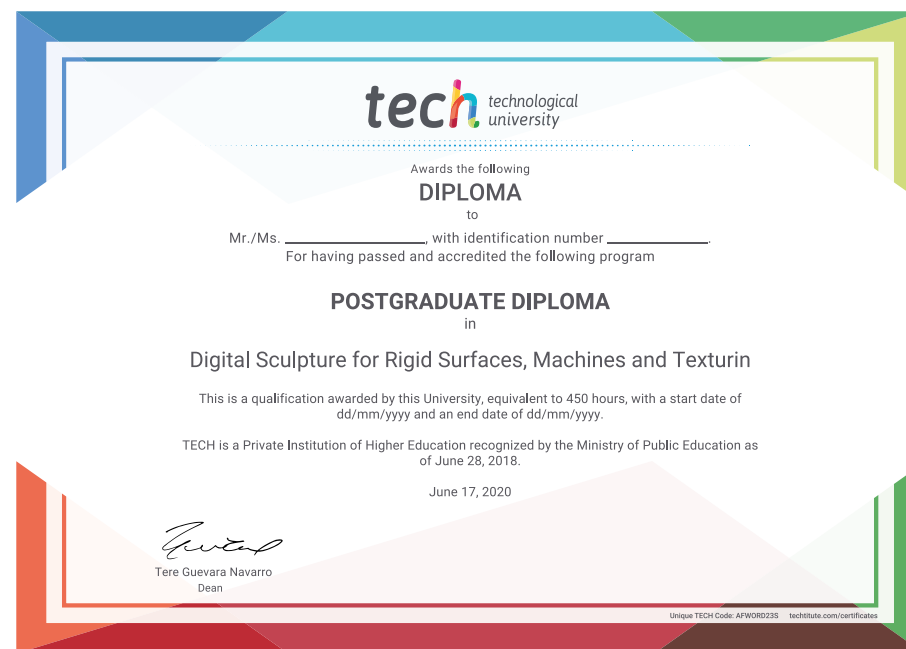 tech technological
university
Awards the following
DIPLOMA
to
Mr./Ms. ____________, with identification number ____________.
For having passed and accredited the following program
POSTGRADUATE DIPLOMA
in
Digital Sculpture for Rigid Surfaces, Machines and Texturin
This is a qualification awarded by this University, equivalent to 450 hours, with a start date of
dd/mm/yyyy and an end date of dd/mm/yyyy.
TECH is a Private Institution of Higher Education recognized by the Ministry of Public Education as
of June 28, 2018.
June 17, 2020
Tere Guevara Navarro
Dean
Unique TECH Code: AFWORD23S techtitute.com/certificates